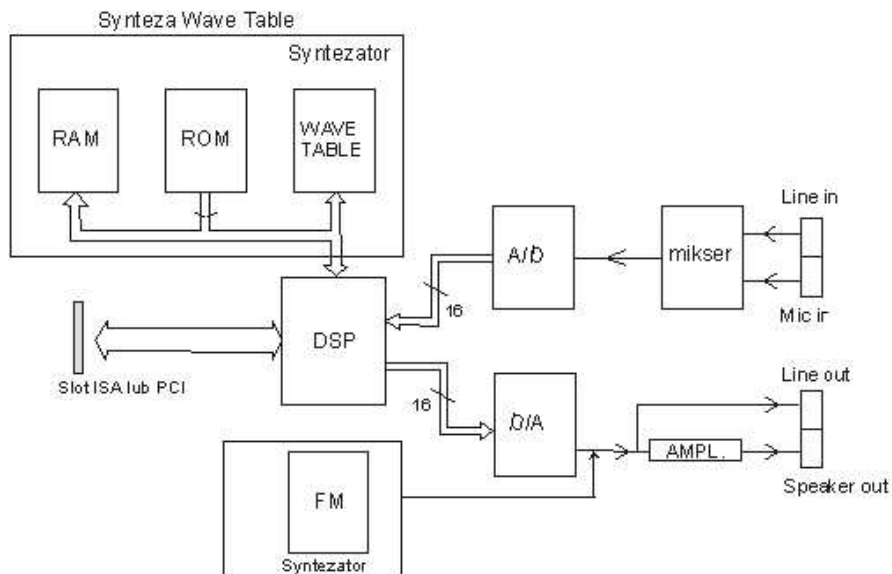 Synteza Wave Table
Syntezator
RAM
ROM
WAVE
TABLE
Line in
A/D
mikser
16
Mic in
DSP
Slot ISA lub PCI
Line out
16
D/A
AMPL.
Speaker out
FM
Syntezator